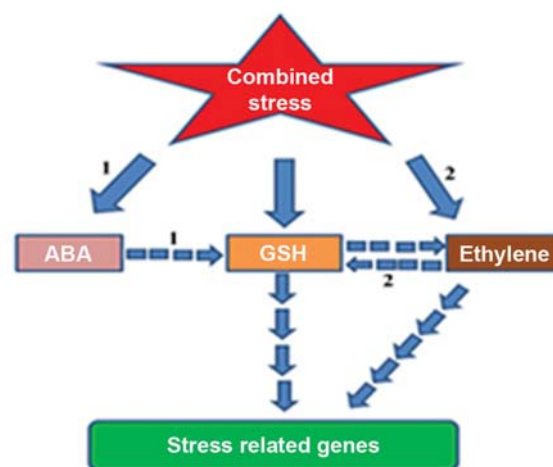 Combined
stress
1
2
ABA
1
GSH
Ethylene
2
Stress related genes